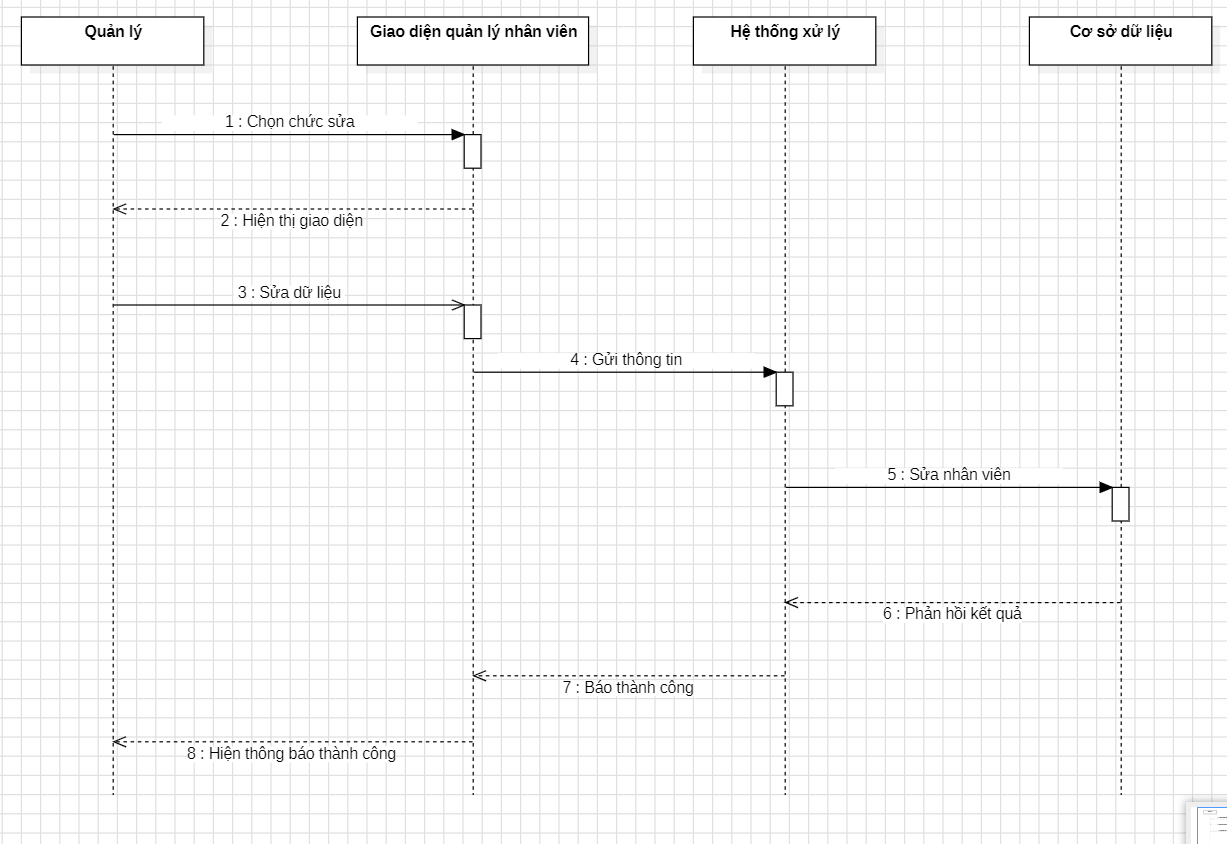 Quản lý
Giao diện quản lý nhân viên
Hệ thống xử lý
Cơ sở dữ liệu
1 : Chọn chức sửa
2 : Hiện thị giao diện
3 : Sửa dữ liệu
4 : Gửi thông tin
5 : Sửa nhân viên
6 : Phản hồi kết quả
7 : Báo thành công
8 : Hiện thông báo thành công